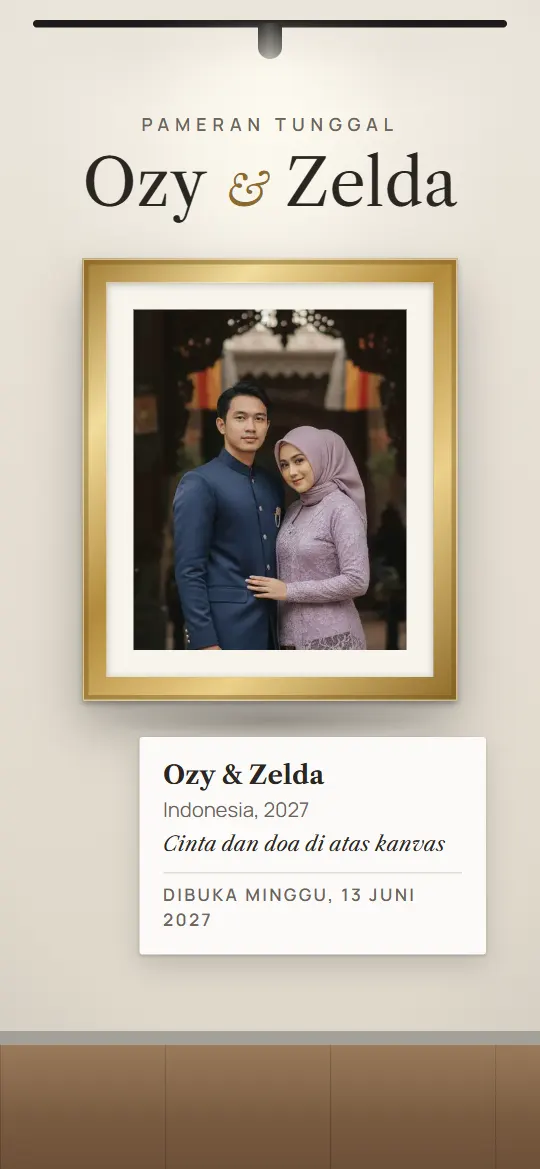 PAMERAN TUNGGAL
Ozy & Zelda
Ozy & Zelda
Indonesia, 2027
Cinta dan doa di atas kanvas
DIBUKA MINGGU, 13 JUNI
2027